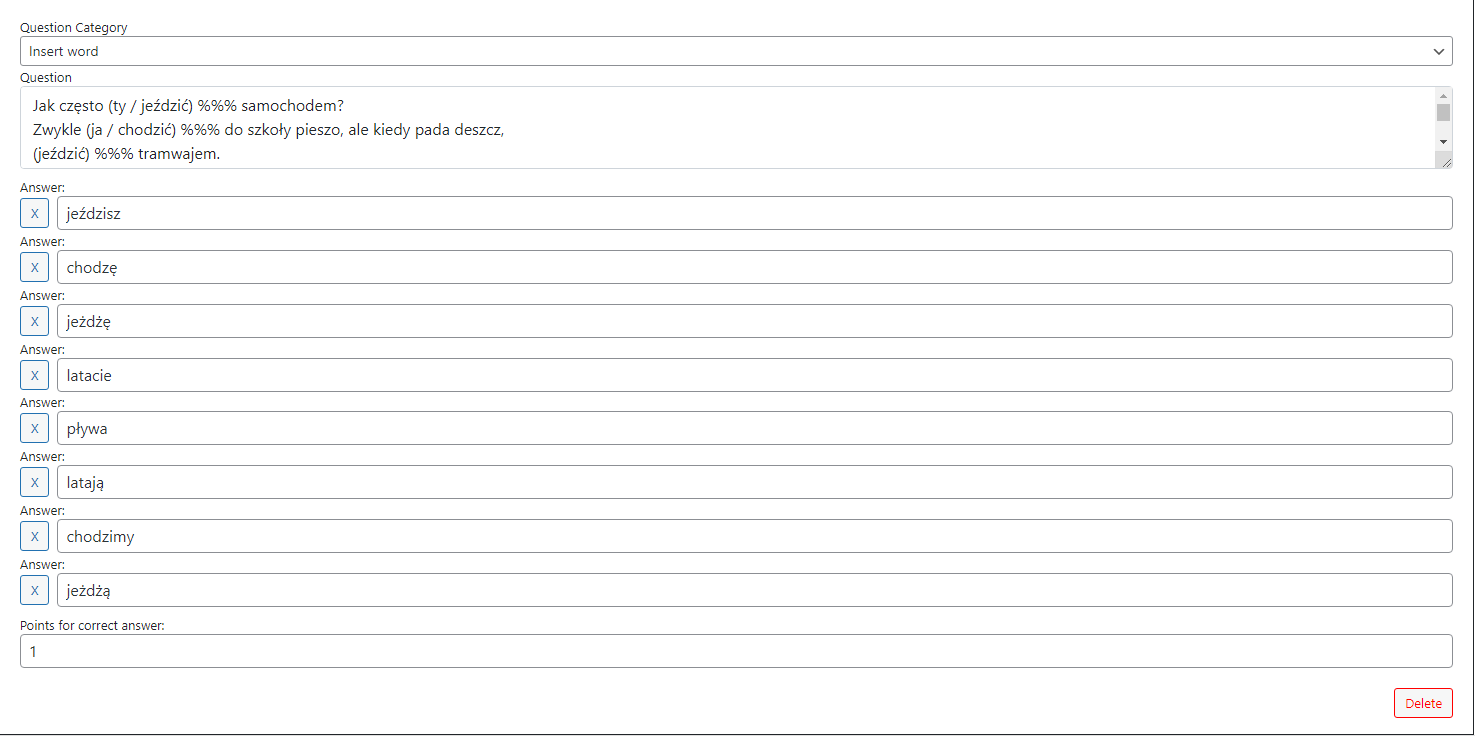 Question Category
Insert word
Question
Jak często (ty / jeździć) %%% samochodem?
Zwykle (ja / chodzić) %%% do szkoły pieszo, ale kiedy pada deszcz,
(jeździć) %%% tramwajem.
Answer:
X jeździsz
Answer:
X chodzę
Answer:
X jeżdżę
Answer:
X latacie
Answer:
X pływa
Answer:
X latają
Answer:
X chodzimy
Answer:
X jeżdżą
Points for correct answer:
1
Delete